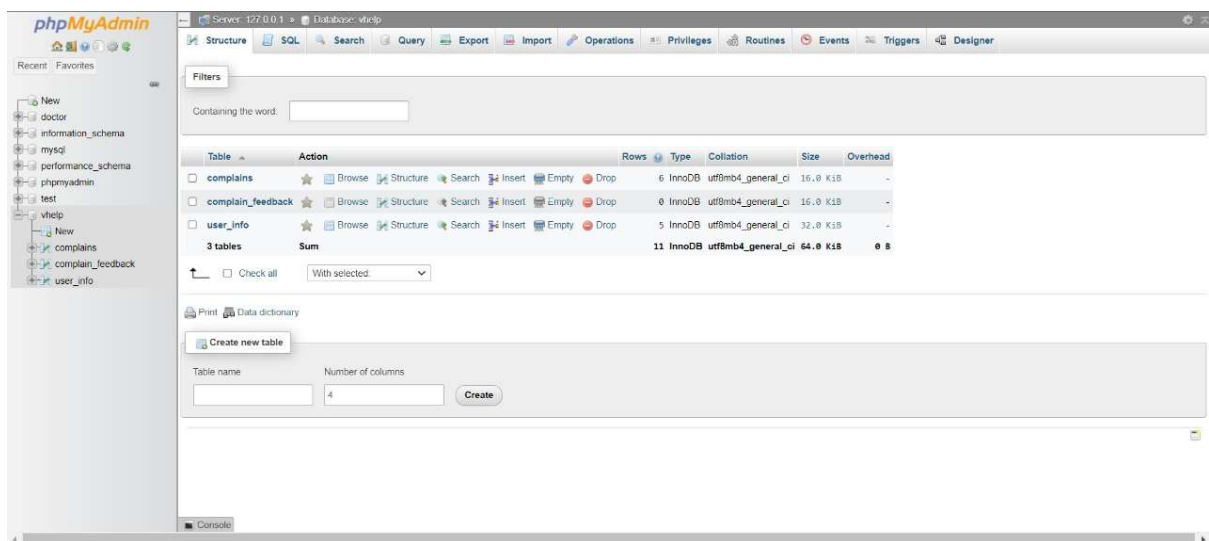 phpMyAdmin
Recent Favorites
New
doctor
information_schema
mysql
performance_schema
phpmyadmin
test
vhelp
New
complains
complain_feedback
user_info
Server: 127.0.0.1 » Database: vhelp
Structure SQL Search Query Export Import Operations Privileges Routines Events Triggers Designer
Filters
Containing the word:
Table Action Rows Type Collation Size Overhead
complains Browse Structure Search Insert Empty Drop 6 InnoDB utf8mb4_general_ci 16.0 KiB -
complain_feedback Browse Structure Search Insert Empty Drop 0 InnoDB utf8mb4_general_ci 16.0 KiB -
user_info Browse Structure Search Insert Empty Drop 5 InnoDB utf8mb4_general_ci 32.0 KiB -
3 tables Sum 11 InnoDB utf8mb4_general_ci 64.0 KiB 0 B
Check all With selected:
Print Data dictionary
Create new table
Table name Number of columns
4 Create
Console